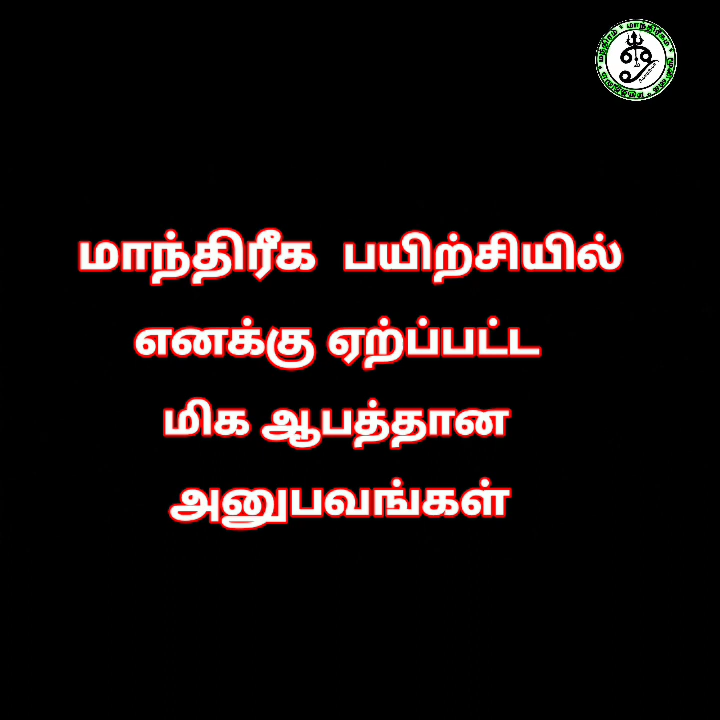 மாந்திரீக பயிற்சியில்
எனக்கு ஏற்ப்பட்ட
மிக ஆபத்தான
அனுபவங்கள்